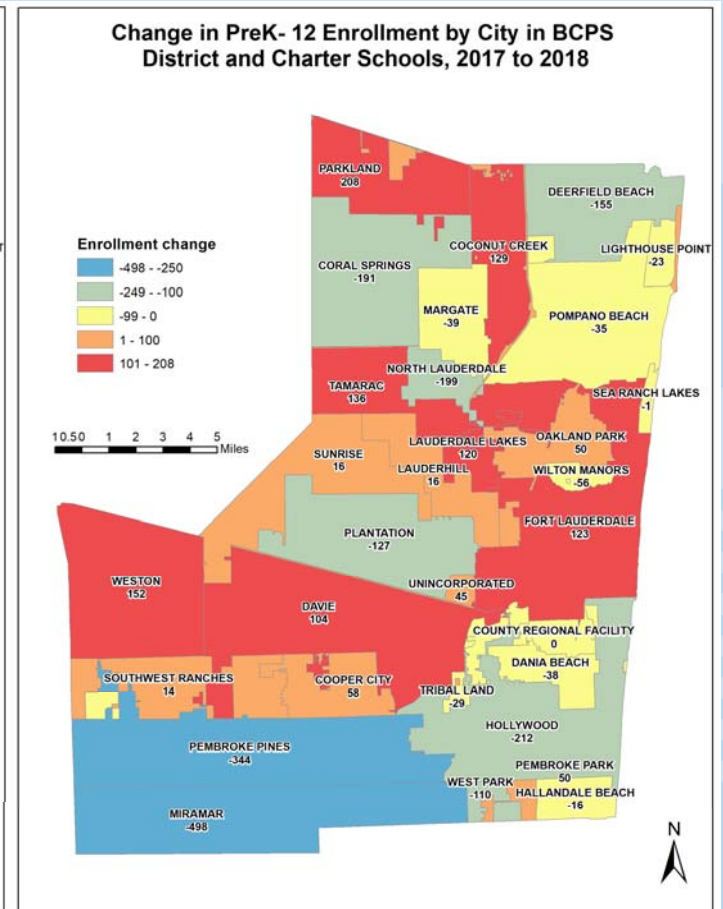 Change in PreK- 12 Enrollment by City in BCPS
District and Charter Schools, 2017 to 2018
PARKLAND
208
DEERFIELD BEACH
-155
COCONUT CREEK
129
LIGHTHOUSE POINT
-23
Enrollment change
-498 - -250
-249 - -100
-99 - 0
1 - 100
101 - 208
CORAL SPRINGS
-191
MARGATE
-39
POMPANO BEACH
-35
NORTH LAUDERDALE
-199
TAMARAC
136
SEA RANCH LAKES
-1
10.50 1 2 3 4 5
Miles
SUNRISE
16
LAUDERDALE LAKES
120
OAKLAND PARK
50
LAUDERHILL
16
WILTON MANORS
-56
FORT LAUDERDALE
123
PLANTATION
-127
WESTON
152
UNINCORPORATED
45
DAVIE
104
COUNTY REGIONAL FACILITY
0
DANIA BEACH
-38
SOUTHWEST RANCHES
14
COOPER CITY
58
TRIBAL LAND
-29
HOLLYWOOD
-212
PEMBROKE PINES
-344
PEMBROKE PARK
50
WEST PARK
-110
HALLANDALE BEACH
-16
MIRAMAR
-498
N